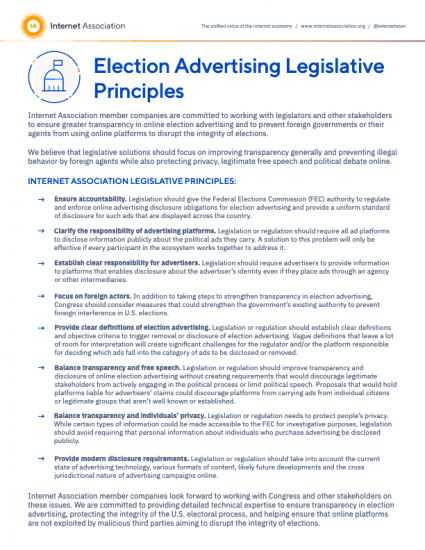 IA Internet Association
The unified voice of the internet economy / www.internetassociation.org / @internetassn
Election Advertising Legislative
Principles
Internet Association member companies are committed to working with legislators and other stakeholders
to ensure greater transparency in online election advertising and to prevent foreign governments or their
agents from using online platforms to disrupt the integrity of elections.
We believe that legislative solutions should focus on improving transparency generally and preventing illegal
behavior by foreign agents while also protecting privacy, legitimate free speech and political debate online.
INTERNET ASSOCIATION LEGISLATIVE PRINCIPLES:
→ Ensure accountability. Legislation should give the Federal Elections Commission (FEC) authority to regulate
and enforce online advertising disclosure obligations for election advertising and provide a uniform standard
of disclosure for such ads that are displayed across the country.
→ Clarify the responsibility of advertising platforms. Legislation or regulation should require all ad platforms
to disclose information publicly about the political ads they carry. A solution to this problem will only be
effective if every participant in the ecosystem works together to address it.
→ Establish clear responsibility for advertisers. Legislation should require advertisers to provide information
to platforms that enables disclosure about the advertiser's identity even if they place ads through an agency
or other intermediaries.
→ Focus on foreign actors. In addition to taking steps to strengthen transparency in election advertising,
Congress should consider measures that could strengthen the government's existing authority to prevent
foreign interference in U.S. elections.
→ Provide clear definitions of election advertising. Legislation or regulation should establish clear definitions
and objective criteria to trigger removal or disclosure of election advertising. Vague definitions that leave a lot
of room for interpretation will create significant challenges for the regulator and/or the platform responsible
for deciding which ads fall into the category of ads to be disclosed or removed.
→ Balance transparency and free speech. Legislation or regulation should improve transparency and
disclosure of online election advertising without creating requirements that would discourage legitimate
stakeholders from actively engaging in the political process or limit political speech. Proposals that would hold
platforms liable for advertisers' claims could discourage platforms from carrying ads from individual citizens
or legitimate groups that aren't well known or established.
→ Balance transparency and individuals' privacy. Legislation or regulation needs to protect people's privacy.
While certain types of information could be made accessible to the FEC for investigative purposes, legislation
should avoid requiring that personal information about individuals who purchase advertising be disclosed
publicly.
→ Provide modern disclosure requirements. Legislation or regulation should take into account the current
state of advertising technology, various formats of content, likely future developments and the cross
jurisdictional nature of advertising campaigns online.
Internet Association member companies look forward to working with Congress and other stakeholders on
these issues. We are committed to providing detailed technical expertise to ensure transparency in election
advertising, protecting the integrity of the U.S. electoral process, and helping ensure that online platforms
are not exploited by malicious third parties aiming to disrupt the integrity of elections.